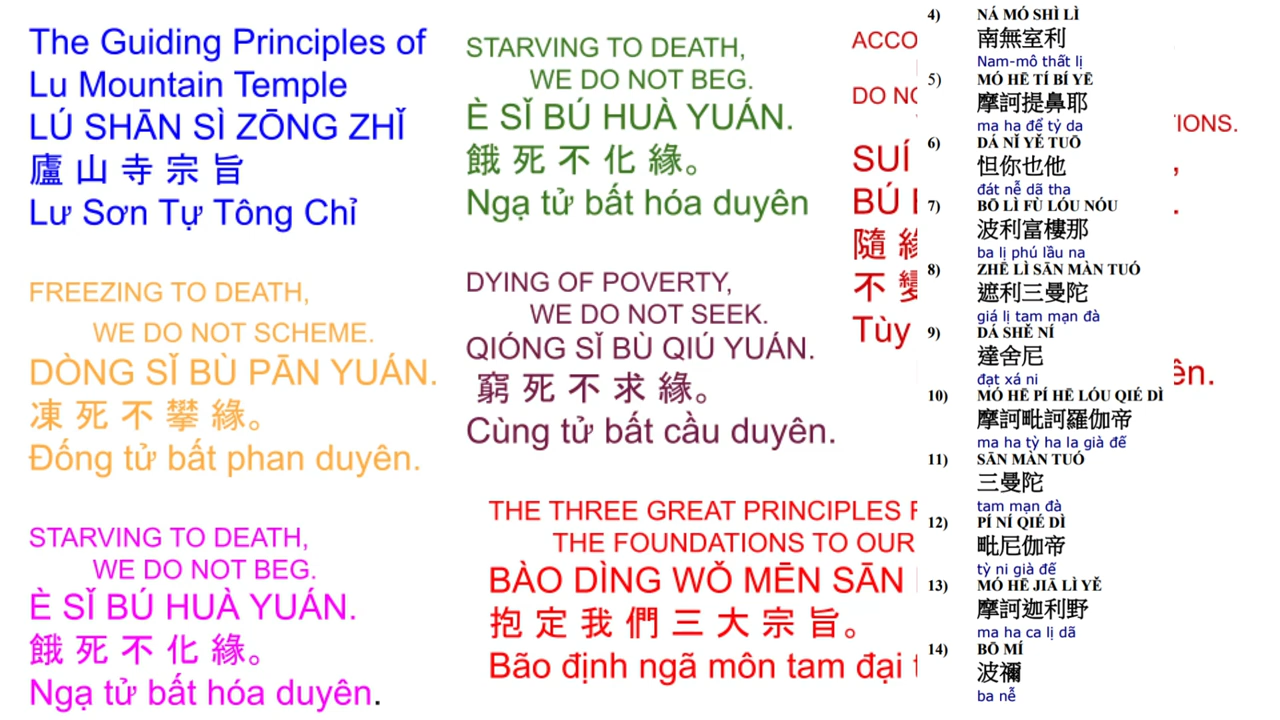 The Guiding Principles of
Lu Mountain Temple
LÚ SHĀN SÌ ZŌNG ZHǏ
廬 山 寺 宗 旨
Lư Sơn Tự Tông Chỉ
FREEZING TO DEATH,
WE DO NOT SCHEME.
DÒNG SǏ BÙ PĀN YUÁN.
凍 死 不 攀 緣。
Đống tử bất phan duyên.
STARVING TO DEATH,
WE DO NOT BEG.
È SǏ BÚ HUÀ YUÁN.
餓 死 不 化 緣。
Ngạ tử bất hóa duyên.
STARVING TO DEATH,
WE DO NOT BEG.
È SǏ BÚ HUÀ YUÁN.
餓 死 不 化 緣。
Ngạ tử bất hóa duyên
DYING OF POVERTY,
WE DO NOT SEEK.
QIÓNG SǏ BÙ QIÚ YUÁN.
窮 死 不 求 緣。
Cùng tử bất cầu duyên.
THE THREE GREAT PRINCIPLES
THE FOUNDATIONS TO OUR
BÀO DÌNG WǑ MĒN SĀN
抱 定 我 們 三 大 宗 旨。
Bão định ngã môn tam đại
ACCO
DO NO
TIONS.
SUÍ
BÚ
隨 緣
不 變
Tùy
ên.
4) NÁ MÓ SHÌ LÌ
南無室利
Nam-mô thất lị
5) MÓ HĒ TÍ BÍ YĒ
摩訶提鼻耶
ma ha đề tỷ da
6) DÁ NǏ YĚ TUŌ
怛你也他
đát nễ dã tha
7) BŌ LÌ FÙ LÓU NÓU
波利富樓那
ba lị phú lầu na
8) ZHĒ LÌ SĀN MÀN TUÓ
遮利三曼陀
giá lị tam mạn đà
9) DÁ SHĚ NÍ
達舍尼
đạt xá ni
10) MÓ HĒ PÍ HĒ LÓU QIÉ DÌ
摩訶毗訶羅伽帝
ma ha tỳ ha la già đế
11) SĀN MÀN TUÓ
三曼陀
tam mạn đà
12) PÍ NÍ QIÉ DÌ
毗尼伽帝
tỳ ni già đế
13) MÓ HĒ JIĀ LÌ YĚ
摩訶迦利野
ma ha ca lị dã
14) BŌ MÍ
波禰
ba nễ